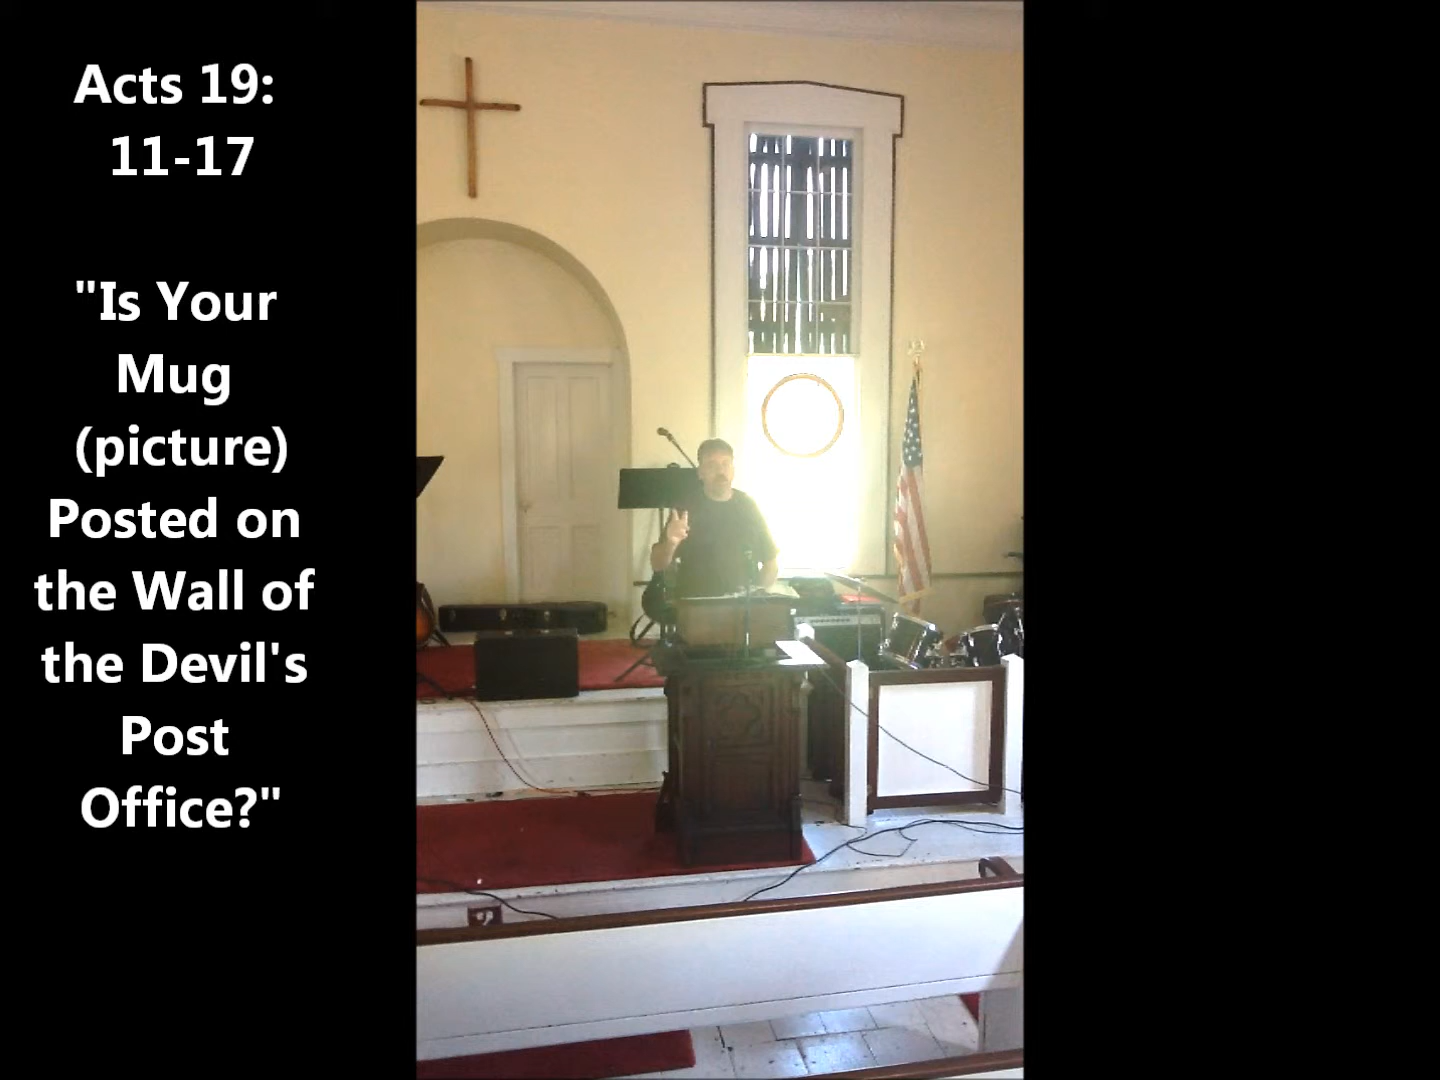 Acts 19:
11-17
"Is Your
Mug
(picture)
Posted on
the Wall of
the Devil's
Post
Office?"